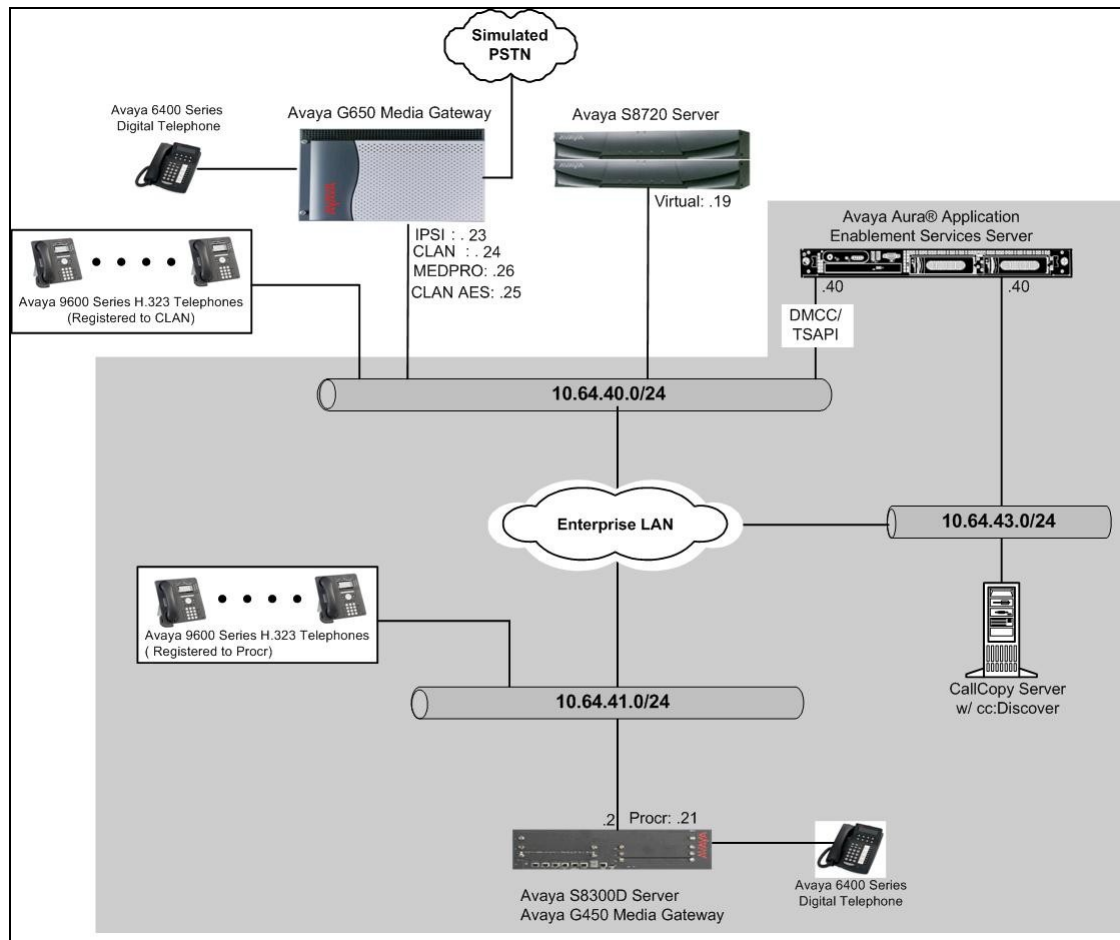 Simulated
PSTN
Avaya 6400 Series
Digital Telephone
Avaya G650 Media Gateway
Avaya S8720 Server
Virtual: .19
Avaya Aura® Application
Enablement Services Server
IPSI : . 23
CLAN : . 24
MEDPRO: .26
CLAN AES: .25
.40
.40
Avaya 9600 Series H.323 Telephones
(Registered to CLAN)
DMCC/
TSAPI
10.64.40.0/24
Enterprise LAN
10.64.43.0/24
Avaya 9600 Series H.323 Telephones
( Registered to Procr)
CallCopy Server
w/ cc:Discover
10.64.41.0/24
.2
Procr: .21
Avaya S8300D Server
Avaya G450 Media Gateway
Avaya 6400 Series
Digital Telephone